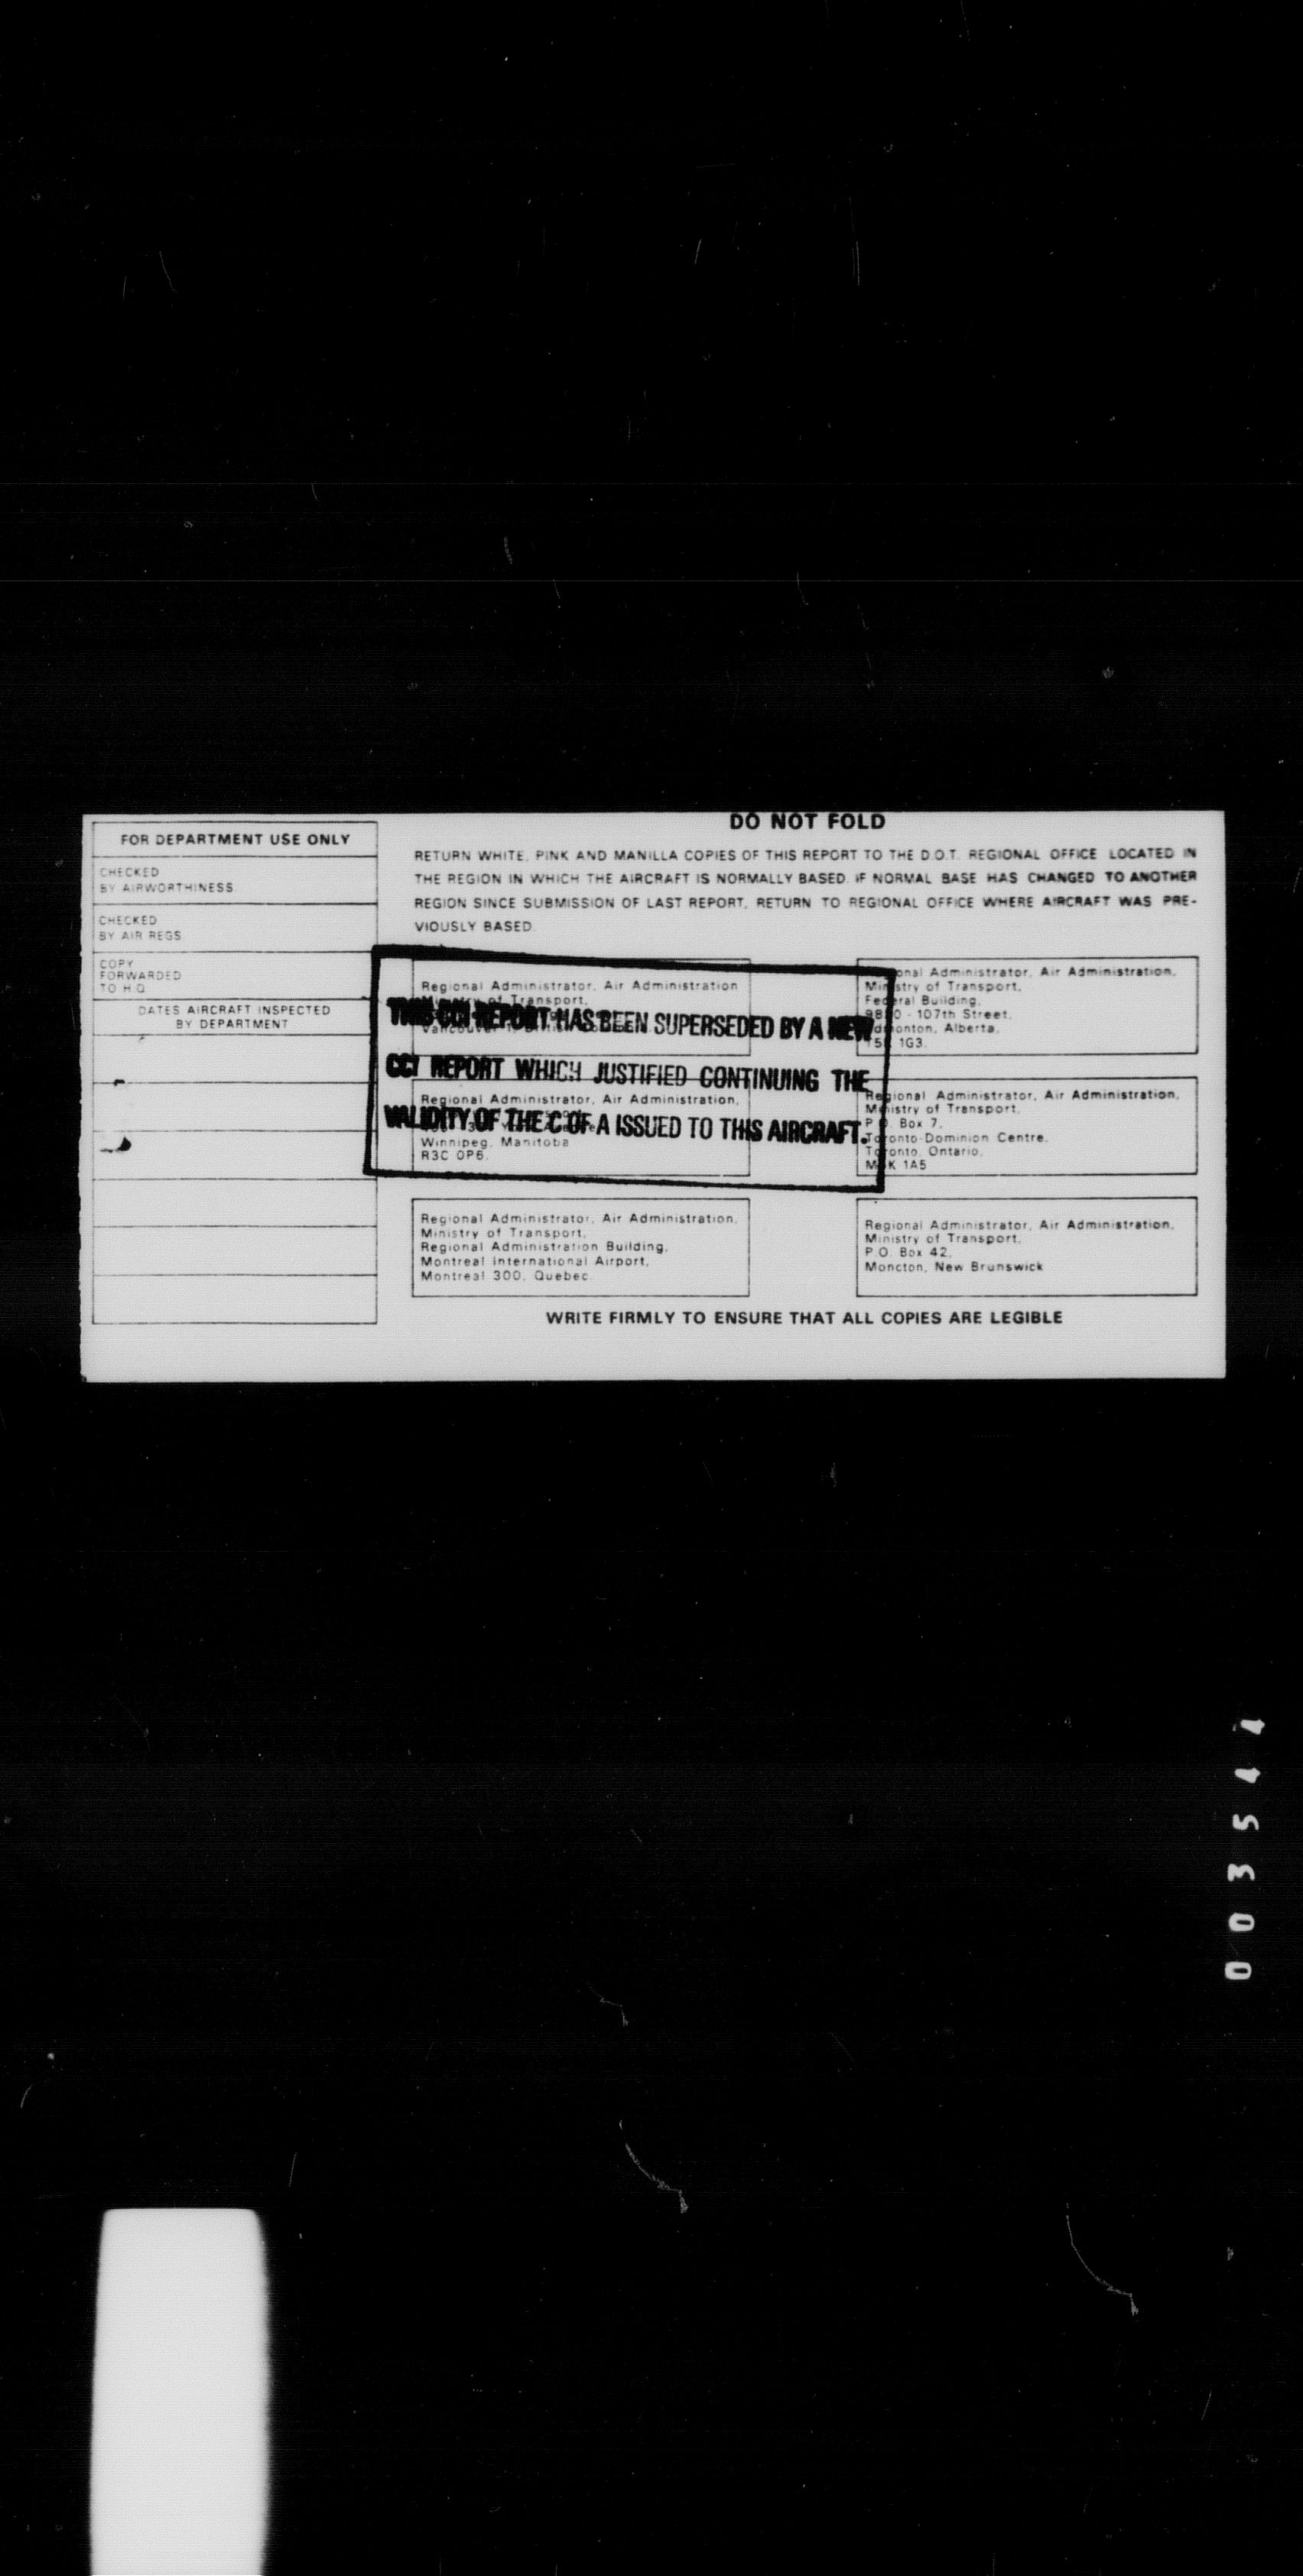 FOR DEPARTMENT USE ONLY
CHECKED
BY AIRWORTHINESS
CHECKED
BY AIR REGS
COPY
FORWARDED
TO H.Q.
DATES AIRCRAFT INSPECTED
BY DEPARTMENT
DO NOT FOLD
RETURN WHITE, PINK AND MANILLA COPIES OF THIS REPORT TO THE D.O.T. REGIONAL OFFICE LOCATED IN
THE REGION IN WHICH THE AIRCRAFT IS NORMALLY BASED. IF NORMAL BASE HAS CHANGED TO ANOTHER
REGION SINCE SUBMISSION OF LAST REPORT, RETURN TO REGIONAL OFFICE WHERE AIRCRAFT WAS PRE-
VIOUSLY BASED.
Regional Administrator, Air Administration
of Transport,
Vancouver
Administrator, Air Administration,
Ministry of Transport,
Federal Building,
107th Street,
Edmonton, Alberta.
1G3.
THIS CCI REPORT HAS BEEN SUPERSEDED BY A NEW
CCI REPORT WHICH JUSTIFIED CONTINUING THE
VALIDITY OF THE C OF A ISSUED TO THIS AIRCRAFT.
Regional Administrator, Air Administration,
Winnipeg, Manitoba
R3C 0P6.
Regional Administrator, Air Administration,
Ministry of Transport,
P.O. Box 7,
Toronto-Dominion Centre,
Toronto, Ontario,
1A5
Regional Administrator, Air Administration,
Ministry of Transport,
Regional Administration Building,
Montreal International Airport,
Montreal 300, Quebec.
Regional Administrator, Air Administration,
Ministry of Transport,
P.O. Box 42,
Moncton, New Brunswick
WRITE FIRMLY TO ENSURE THAT ALL COPIES ARE LEGIBLE
003544